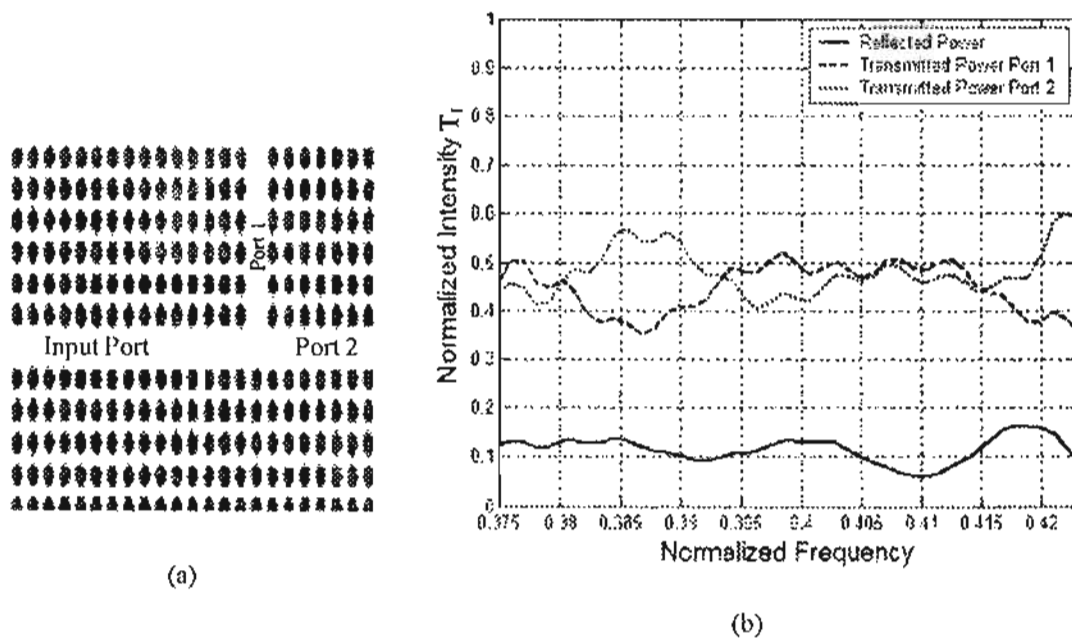 Port 1
Input Port
Port 2
(a)
Normalized Intensity T_r
1
0.9
0.8
0.7
0.6
0.5
0.4
0.3
0.2
0.1
0
Reflected Power
Transmitted Power Port 1
Transmitted Power Port 2
0.375 0.38 0.385 0.39 0.395 0.4 0.405 0.41 0.415 0.42
Normalized Frequency
(b)